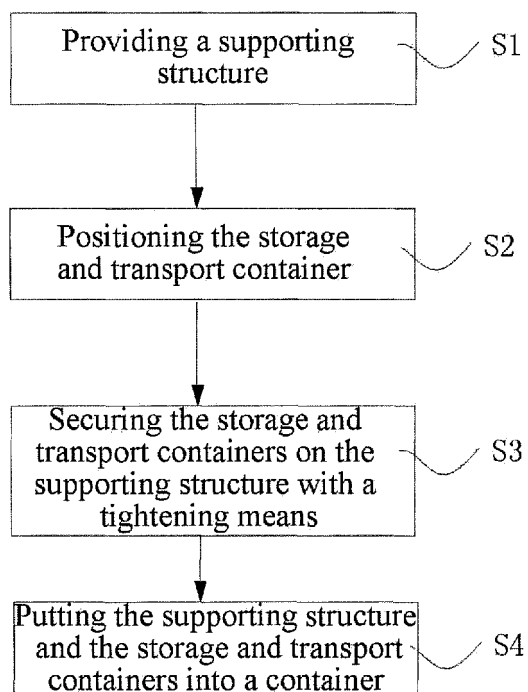 Providing a supporting
structure
S1
Positioning the storage
and transport container
S2
Securing the storage and
transport containers on the
supporting structure with a
tightening means
S3
Putting the supporting structure
and the storage and transport
containers into a container
S4